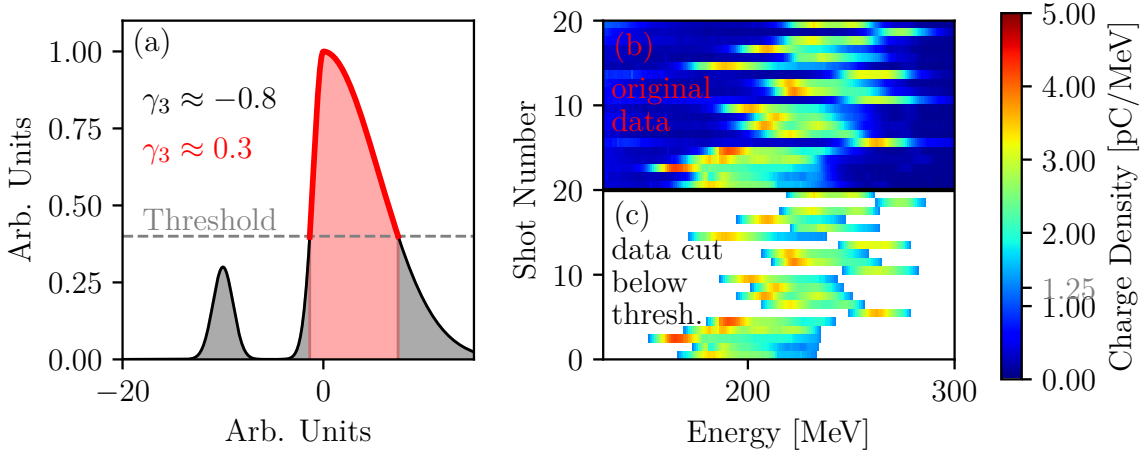 (a)
γ₃ ≈ −0.8
γ₃ ≈ 0.3
Threshold
1.00
0.75
0.50
0.25
0.00
Arb. Units
−20
0
Arb. Units
(b)
original
data
20
10
20
10
0
Shot Number
(c)
data cut
below
thresh.
200
300
Energy [MeV]
5.00
4.00
3.00
2.00
1.25
1.00
0.00
Charge Density [pC/MeV]